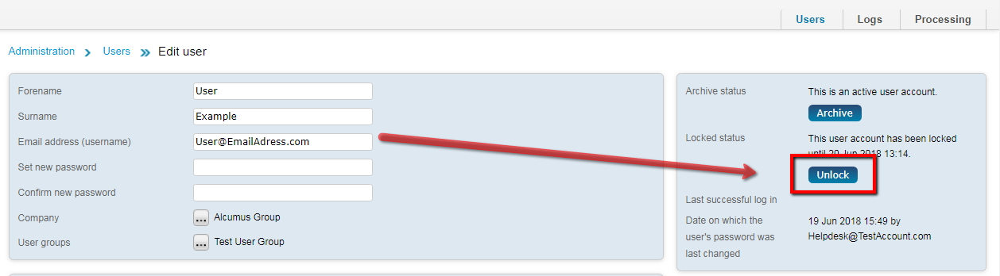 Users
Logs
Processing
Administration
Users
Edit user
Forename
User
Surname
Example
Email address (username)
User@EmailAdress.com
Set new password
Confirm new password
Company
... Alcumus Group
User groups
... Test User Group
Archive status
This is an active user account.
Archive
Locked status
This user account has been locked
until 20 Jun 2018 13:14.
Unlock
Last successful log in
Date on which the
user's password was
last changed
19 Jun 2018 15:49 by
Helpdesk@TestAccount.com